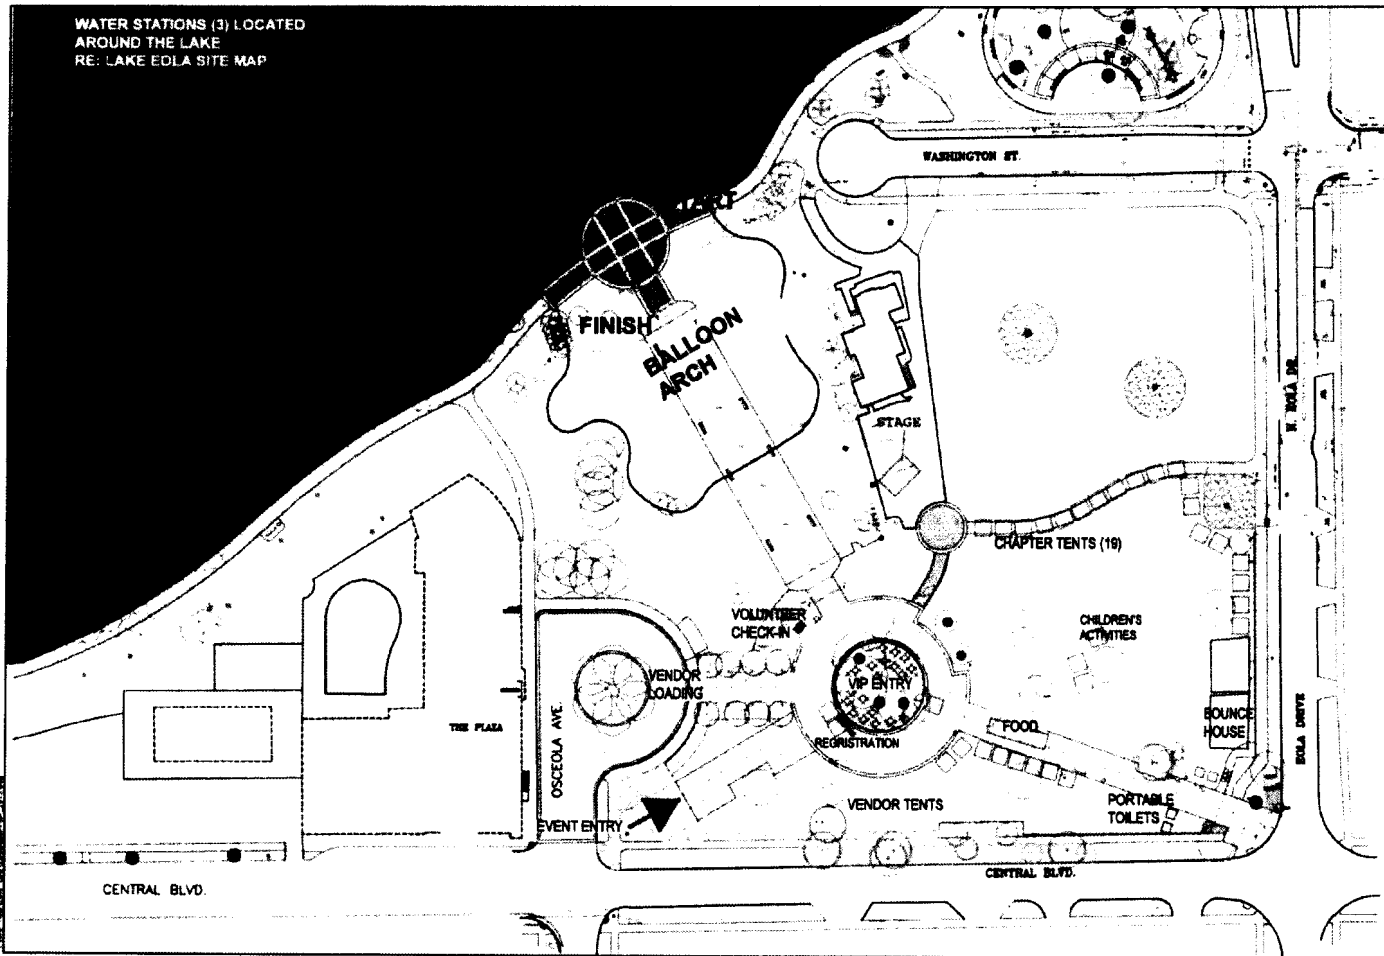 WATER STATIONS (3) LOCATED
AROUND THE LAKE
RE: LAKE EOLA SITE MAP
WASHINGTON ST.
START
FINISH
BALLOON
ARCH
STAGE
N. EOLA DR.
CHAPTER TENTS (19)
VOLUNTEER
CHECK-IN
CHILDREN'S
ACTIVITIES
VENDOR
LOADING
VIP ENTRY
THE PLAZA
OSCEOLA AVE.
REGRISTRATION
FOOD
BOUNCE
HOUSE
EOLA DRIVE
EVENT ENTRY
VENDOR TENTS
PORTABLE
TOILETS
CENTRAL BLVD.
CENTRAL BLVD.